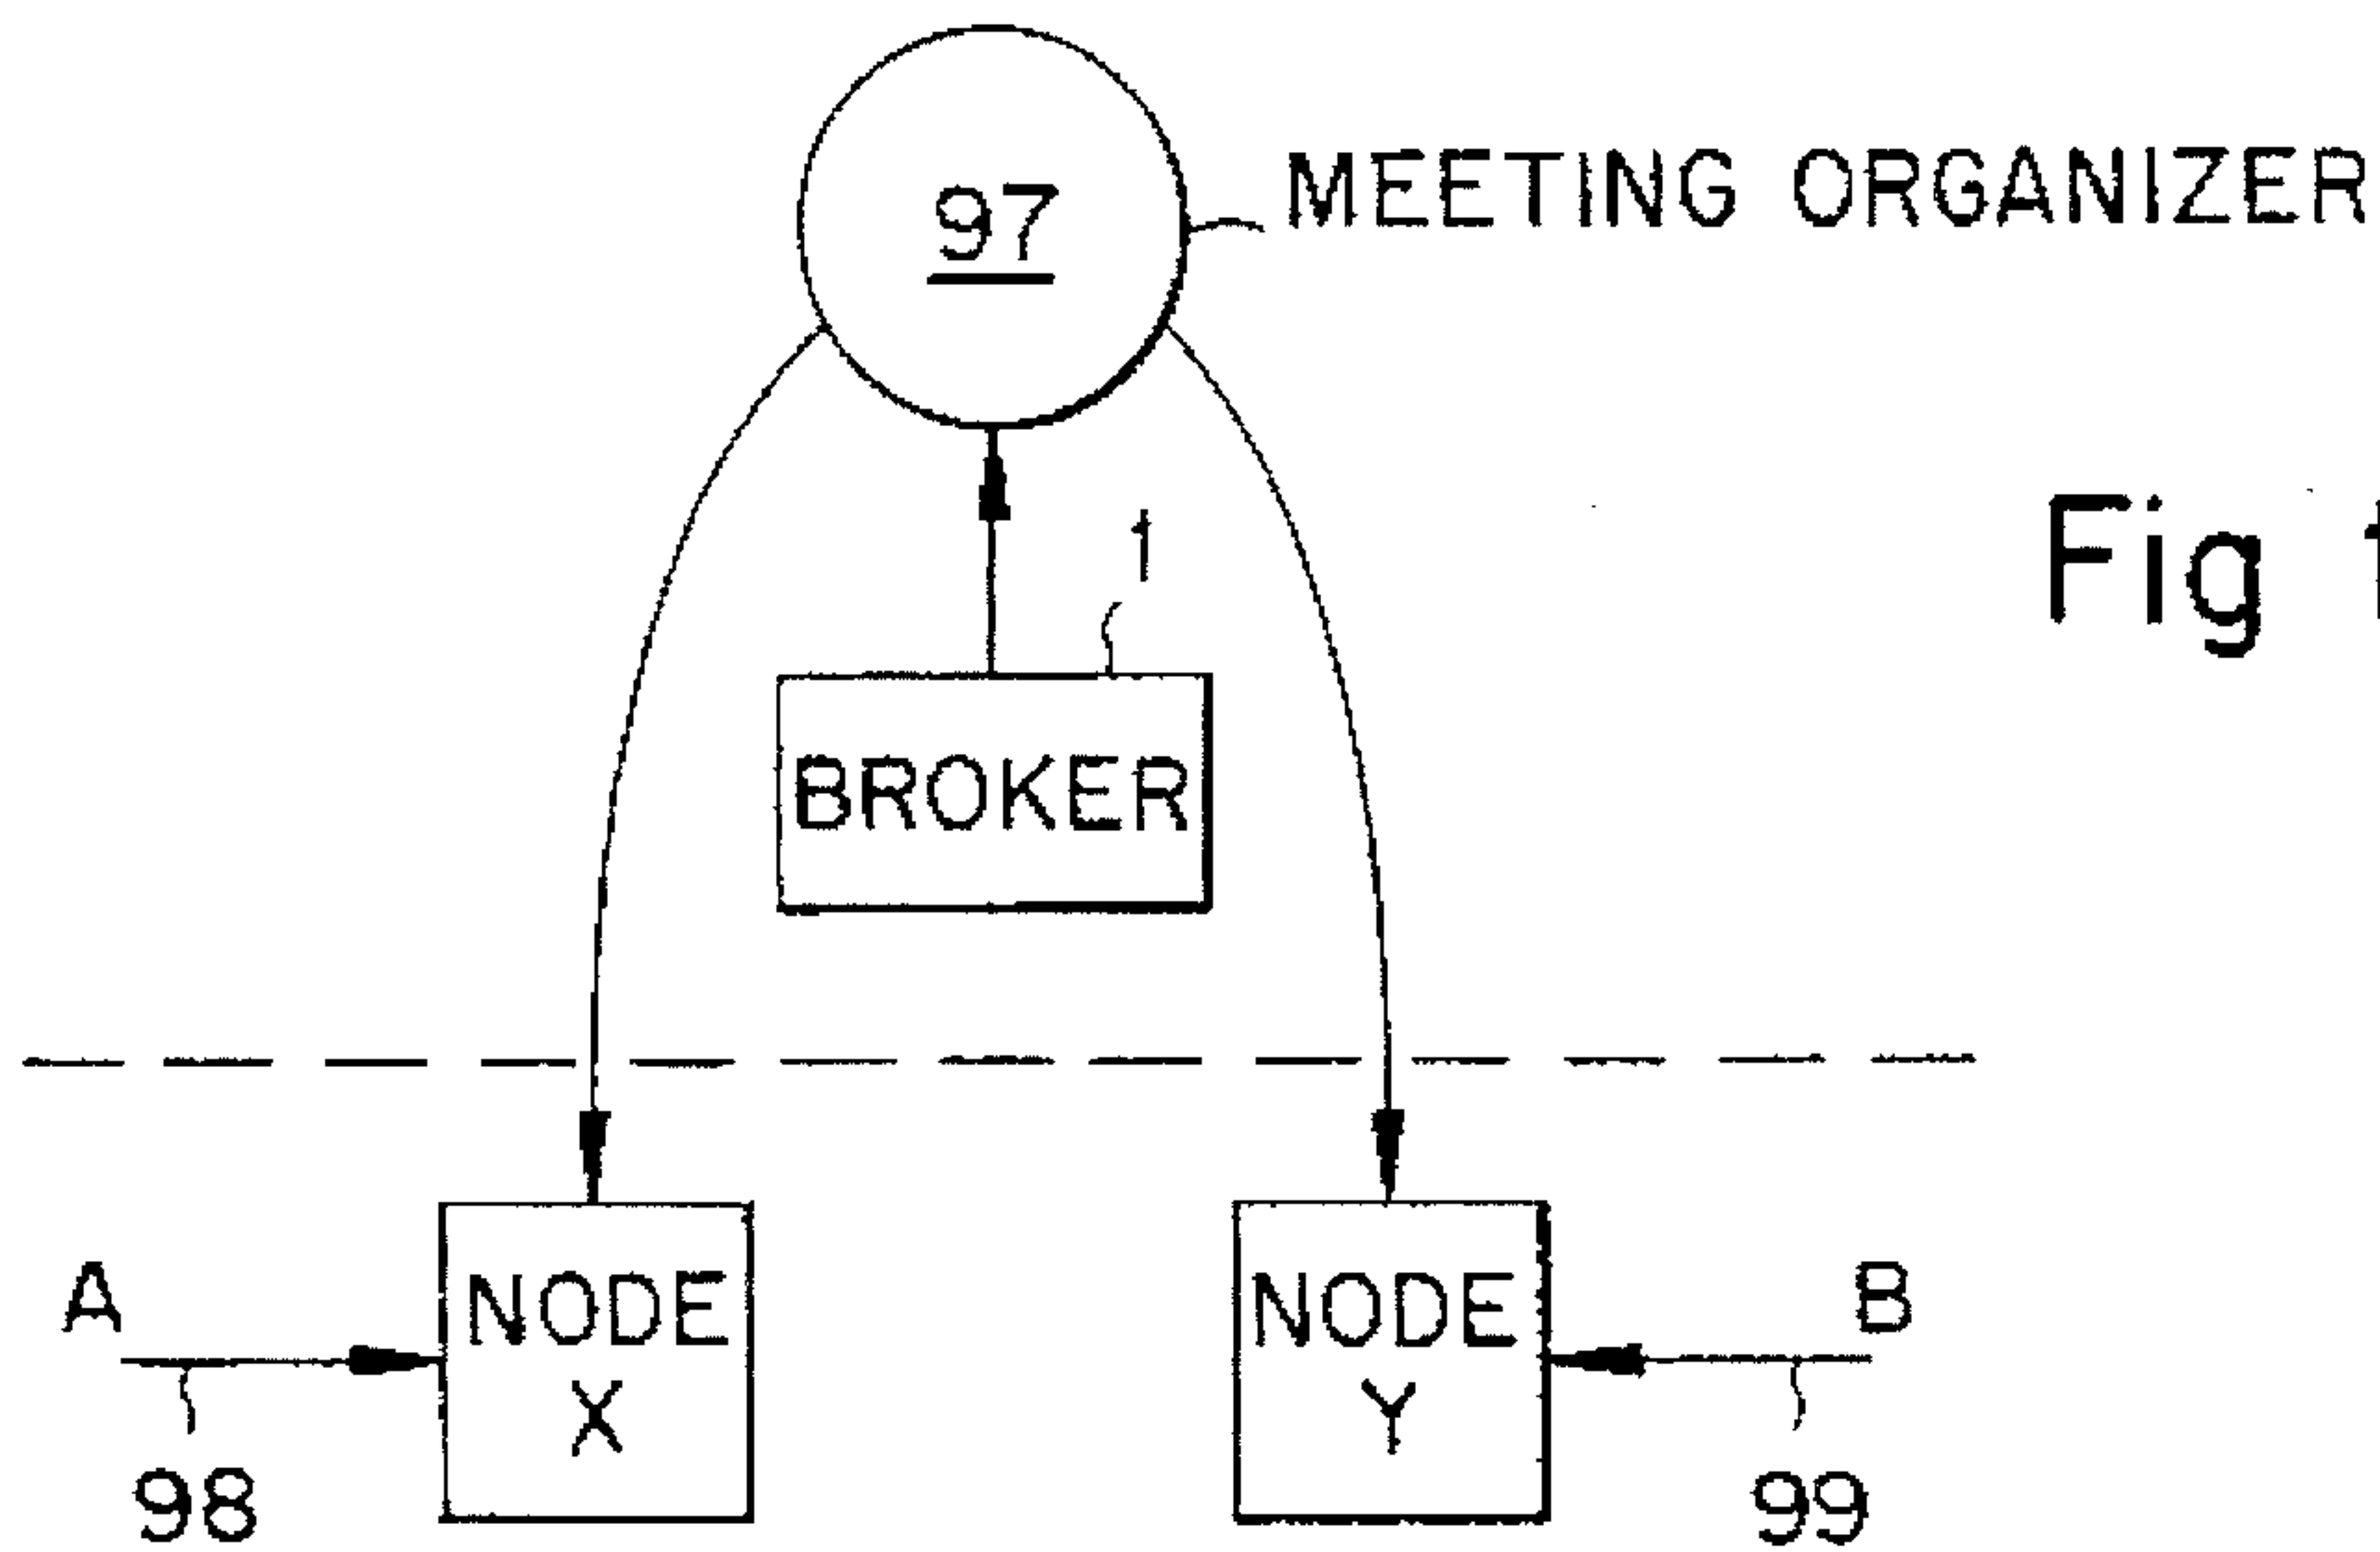 97
MEETING ORGANIZER
Fig
1
BROKER
A
NODE
X
NODE
Y
B
98
99